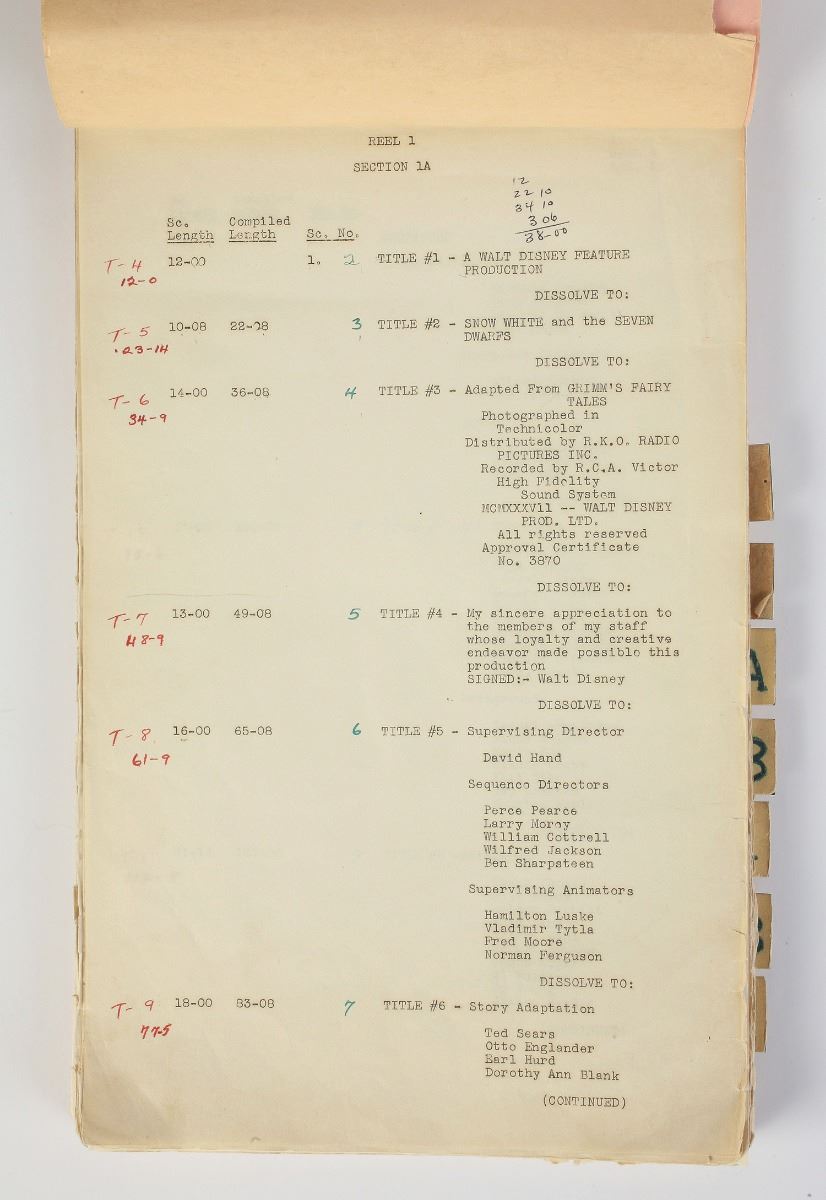 REEL 1
SECTION 1A
12
22 10
34 10
3 06
38-00
Sc. Compiled
Length Length Sc. No.
T-4 12-00 1. 2 TITLE #1 - A WALT DISNEY FEATURE
12-0 PRODUCTION
DISSOLVE TO:
T-5 10-08 22-08 3 TITLE #2 - SNOW WHITE and the SEVEN
23-14 DWARFS
DISSOLVE TO:
T-6 14-00 36-08 4 TITLE #3 - Adapted From GRIMM'S FAIRY
TALES
34-9 Photographed in
Technicolor
Distributed by R.K.O. RADIO
PICTURES INC.
Recorded by R.C.A. Victor
High Fidelity
Sound System
MCMXXXV11 -- WALT DISNEY
PROD. LTD.
All rights reserved
Approval Certificate
No. 3870
DISSOLVE TO:
T-7 13-00 49-08 5 TITLE #4 - My sincere appreciation to
the members of my staff
48-9 whose loyalty and creative
endeavor made possible this
production
SIGNED:- Walt Disney
DISSOLVE TO:
T-8 16-00 65-08 6 TITLE #5 - Supervising Director
61-9 David Hand
Sequence Directors
Perce Pearce
Larry Morey
William Cottrell
Wilfred Jackson
Ben Sharpsteen
Supervising Animators
Hamilton Luske
Vladimir Tytla
Fred Moore
Norman Ferguson
DISSOLVE TO:
T-9 18-00 83-08 7 TITLE #6 - Story Adaptation
77-5 Ted Sears
Otto Englander
Earl Hurd
Dorothy Ann Blank
(CONTINUED)
A
B